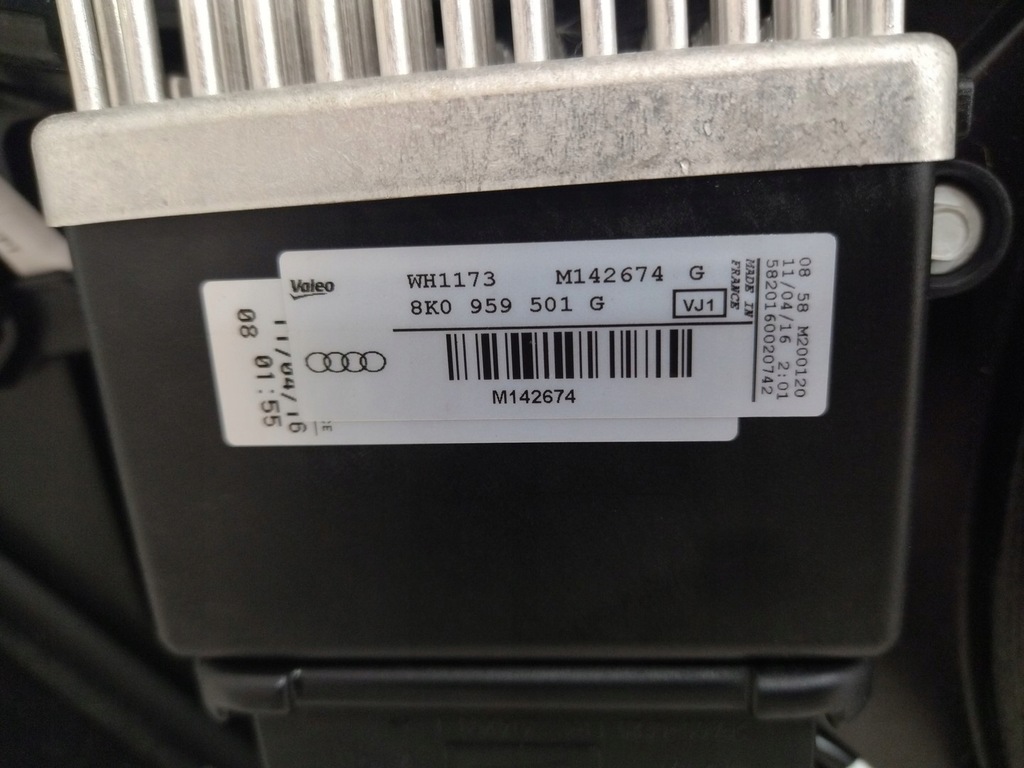 Valeo
WH1173 M142674 G
8K0 959 501 G VJ1
M142674
MADE IN
FRANCE
08 58 M200120
11/04/16 2:01
5820160020742
11/04/16
08 01:55